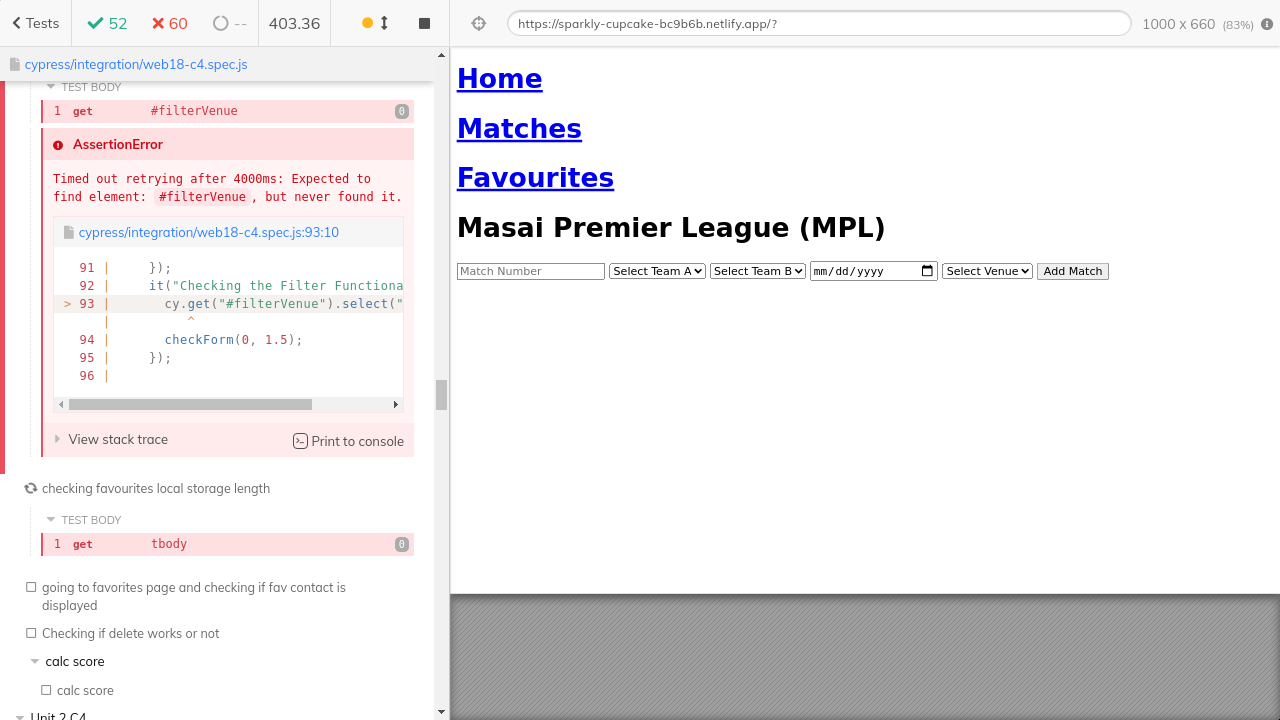 Tests
52
60
--
403.36
https://sparkly-cupcake-bc9b6b.netlify.app/?
1000 x 660 (83%)
cypress/integration/web18-c4.spec.js
TEST BODY
1 get #filterVenue 0
AssertionError
Timed out retrying after 4000ms: Expected to
find element: #filterVenue, but never found it.
cypress/integration/web18-c4.spec.js:93:10
91 | });
92 | it("Checking the Filter Functiona
> 93 | cy.get("#filterVenue").select("
| ^
94 | checkForm(0, 1.5);
95 | });
96 |
View stack trace
Print to console
checking favourites local storage length
TEST BODY
1 get tbody 0
going to favorites page and checking if fav contact is
displayed
Checking if delete works or not
calc score
calc score
Unit 2 C4
Home
Matches
Favourites
Masai Premier League (MPL)
Match Number
Select Team A
Select Team B
mm/dd/yyyy
Select Venue
Add Match